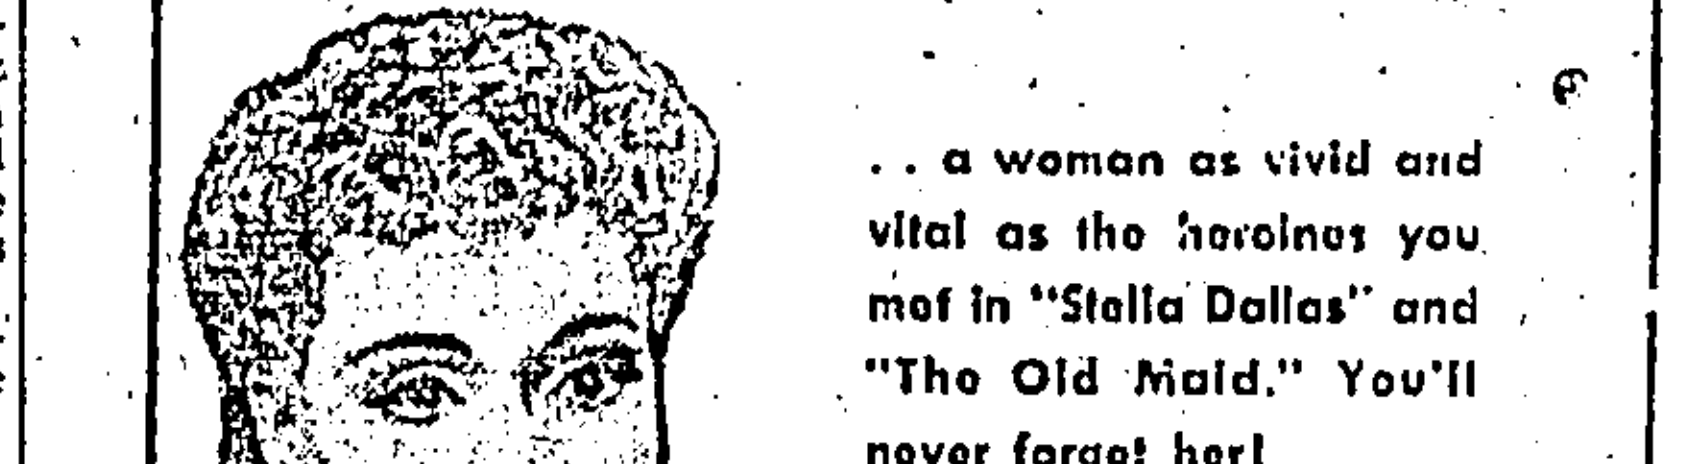 .. a woman as vivid and
vital as the heroines you
met in "Stella Dallas" and
"The Old Maid." You'll
never forget her!